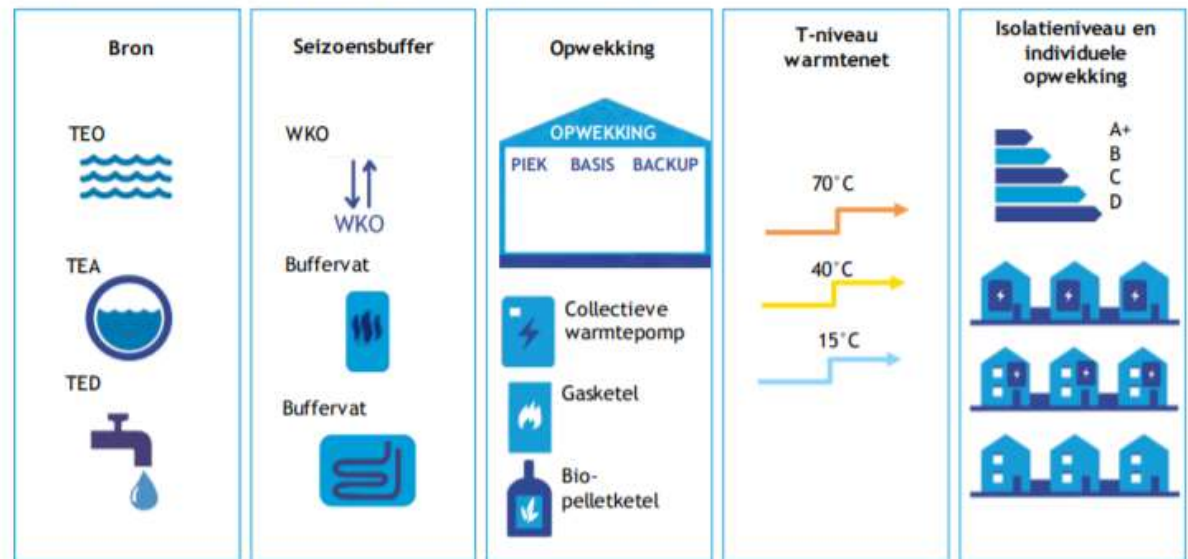 Bron
TEO
TEA
TED
Seizoensbuffer
WKO
WKO
Buffervat
Buffervat
Opwekking
OPWEKKING
PIEK BASIS BACKUP
Collectieve
warmtepomp
Gasketel
Bio-
pelletketel
T-niveau
warmtenet
70°C
40°C
15°C
Isolatieniveau en
individuele
opwekking
A+
B
C
D